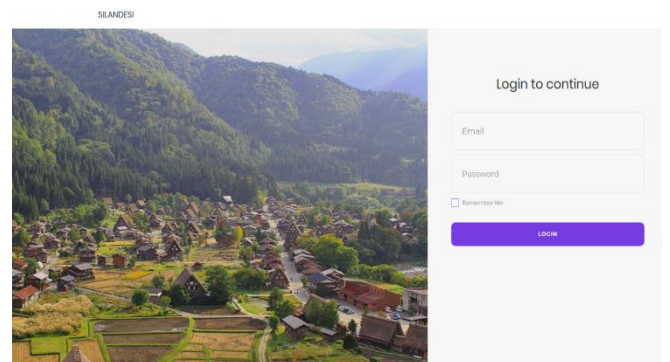 SILANDESI
Login to continue
Email
Password
Remember Me
LOGIN